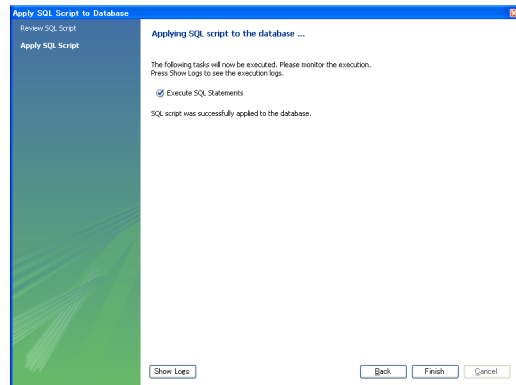 Apply SQL Script to Database
Review SQL Script
Apply SQL Script
Applying SQL script to the database ...
The following tasks will now be executed. Please monitor the execution.
Press Show Logs to see the execution logs.
Execute SQL Statements
SQL script was successfully applied to the database.
Show Logs
Back
Finish
Cancel